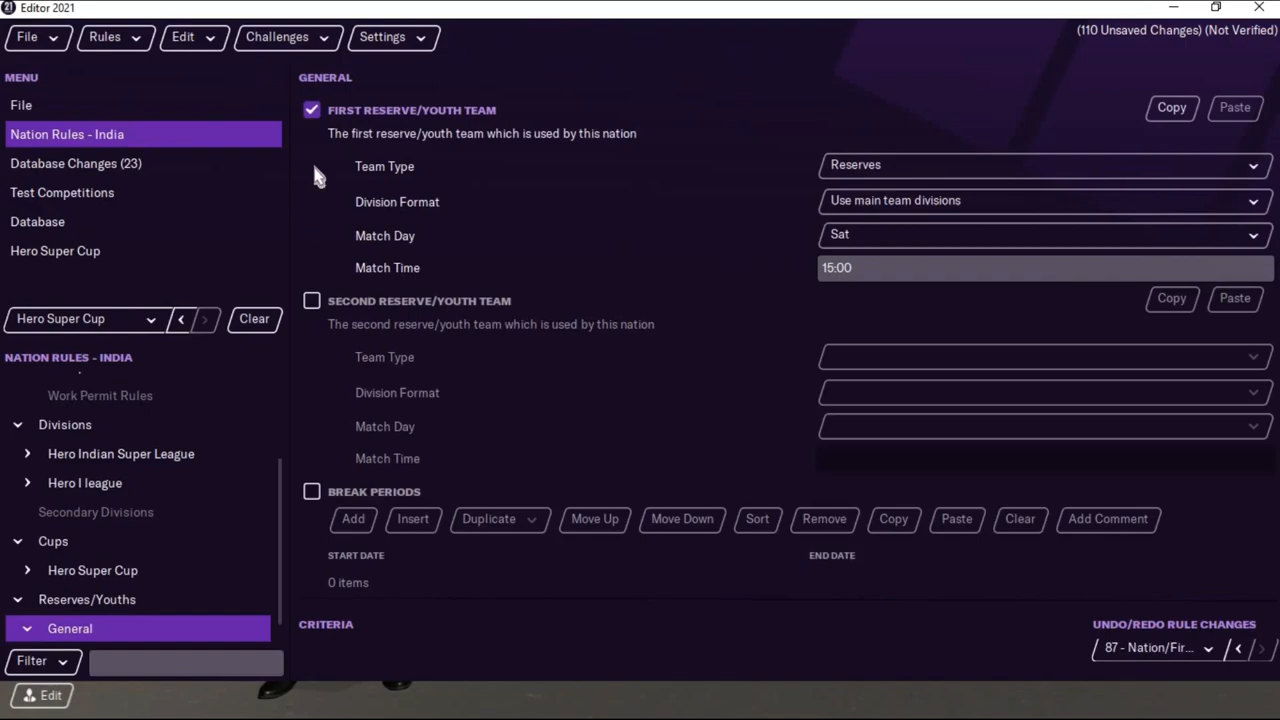 21 Editor 2021
File Rules Edit Challenges Settings (110 Unsaved Changes) (Not Verified)
MENU
File
Nation Rules - India
Database Changes (23)
Test Competitions
Database
Hero Super Cup
Hero Super Cup Clear
NATION RULES - INDIA
Work Permit Rules
Divisions
Hero Indian Super League
Hero I league
Secondary Divisions
Cups
Hero Super Cup
Reserves/Youths
General
Filter
Edit
GENERAL
FIRST RESERVE/YOUTH TEAM Copy Paste
The first reserve/youth team which is used by this nation
Team Type Reserves
Division Format Use main team divisions
Match Day Sat
Match Time 15:00
SECOND RESERVE/YOUTH TEAM Copy Paste
The second reserve/youth team which is used by this nation
Team Type
Division Format
Match Day
Match Time
BREAK PERIODS
Add Insert Duplicate Move Up Move Down Sort Remove Copy Paste Clear Add Comment
START DATE END DATE
0 items
CRITERIA UNDO/REDO RULE CHANGES
87 - Nation/Fir...